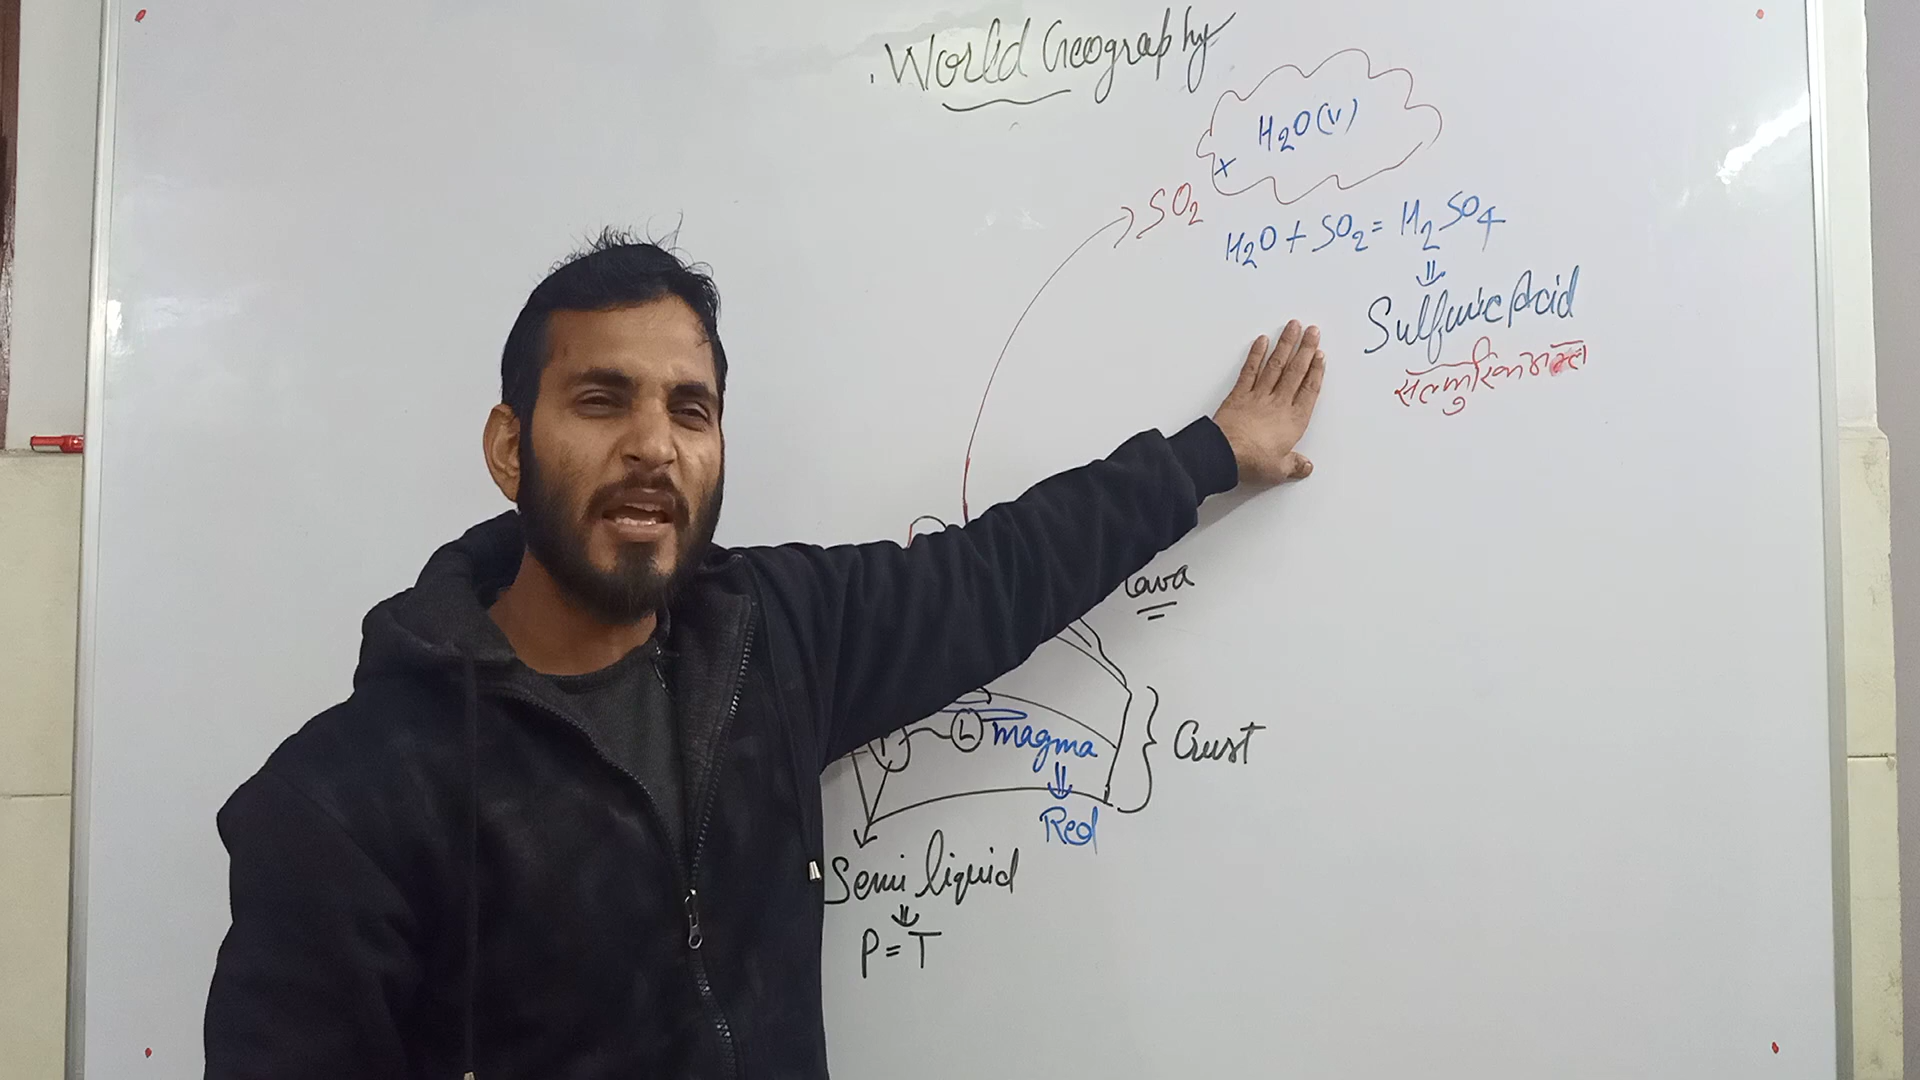 World Geography
H2O(V)
+
SO2
H2O + SO2 = H2SO4
⇓
Sulfuric Acid
सल्फुरिक अम्ल
lava
L magma
Crust
⇓
Red
Semi liquid
⇓
P = T